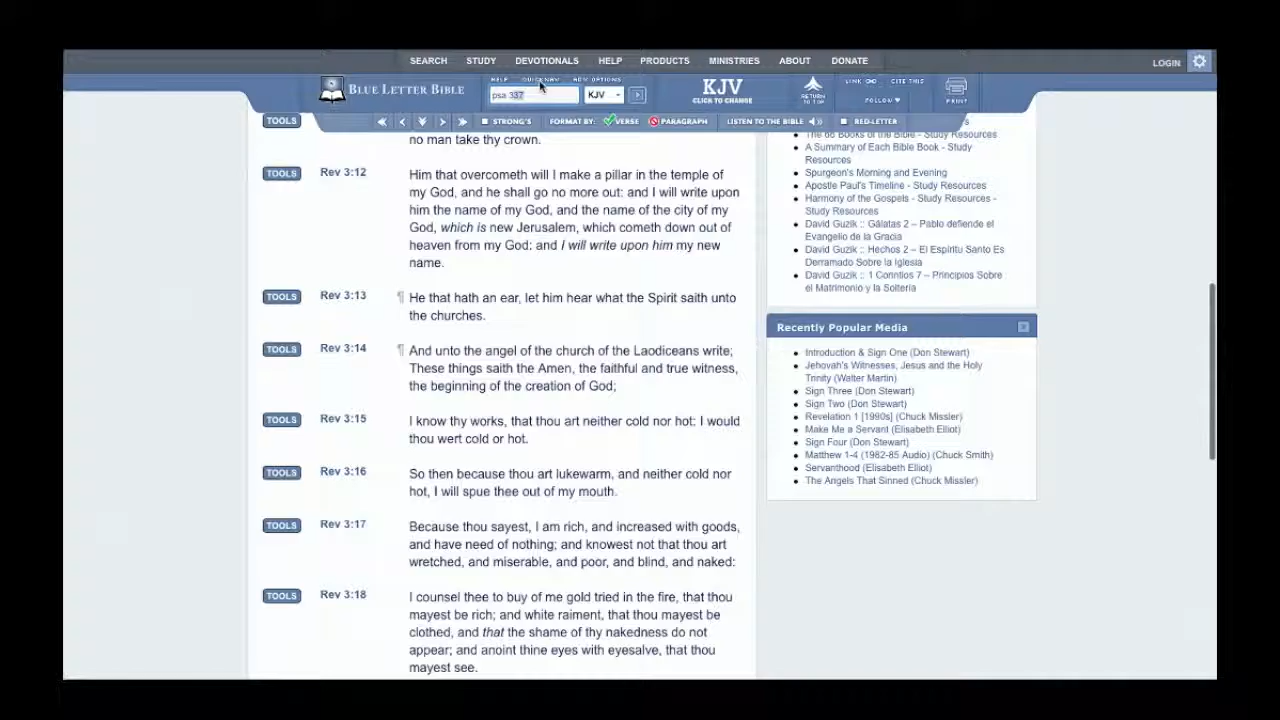 SEARCH STUDY DEVOTIONALS HELP PRODUCTS MINISTRIES ABOUT DONATE
LOGIN
HELP QUICKNAV ADV OPTIONS
BLUE LETTER BIBLE
psa 337
KJV
KJV
CLICK TO CHANGE
RETURN
TO TOP
LINK CITE THIS
FOLLOW
PRINT
STRONG'S FORMAT BY: VERSE PARAGRAPH LISTEN TO THE BIBLE RED-LETTER
TOOLS
no man take thy crown.
TOOLS Rev 3:12 Him that overcometh will I make a pillar in the temple of
my God, and he shall go no more out: and I will write upon
him the name of my God, and the name of the city of my
God, which is new Jerusalem, which cometh down out of
heaven from my God: and I will write upon him my new
name.
TOOLS Rev 3:13 ¶ He that hath an ear, let him hear what the Spirit saith unto
the churches.
TOOLS Rev 3:14 ¶ And unto the angel of the church of the Laodiceans write;
These things saith the Amen, the faithful and true witness,
the beginning of the creation of God;
TOOLS Rev 3:15 I know thy works, that thou art neither cold nor hot: I would
thou wert cold or hot.
TOOLS Rev 3:16 So then because thou art lukewarm, and neither cold nor
hot, I will spue thee out of my mouth.
TOOLS Rev 3:17 Because thou sayest, I am rich, and increased with goods,
and have need of nothing; and knowest not that thou art
wretched, and miserable, and poor, and blind, and naked:
TOOLS Rev 3:18 I counsel thee to buy of me gold tried in the fire, that thou
mayest be rich; and white raiment, that thou mayest be
clothed, and that the shame of thy nakedness do not
appear; and anoint thine eyes with eyesalve, that thou
mayest see.
The 66 Books of the Bible - Study Resources
A Summary of Each Bible Book - Study
Resources
Spurgeon's Morning and Evening
Apostle Paul's Timeline - Study Resources
Harmony of the Gospels - Study Resources -
Study Resources
David Guzik :: Gálatas 2 – Pablo defiende el
Evangelio de la Gracia
David Guzik :: Hechos 2 – El Espíritu Santo Es
Derramado Sobre la Iglesia
David Guzik :: 1 Corintios 7 – Principios Sobre
el Matrimonio y la Soltería
Recently Popular Media
Introduction & Sign One (Don Stewart)
Jehovah's Witnesses, Jesus and the Holy
Trinity (Walter Martin)
Sign Three (Don Stewart)
Sign Two (Don Stewart)
Revelation 1 [1990s] (Chuck Missler)
Make Me a Servant (Elisabeth Elliot)
Sign Four (Don Stewart)
Matthew 1-4 (1982-85 Audio) (Chuck Smith)
Servanthood (Elisabeth Elliot)
The Angels That Sinned (Chuck Missler)